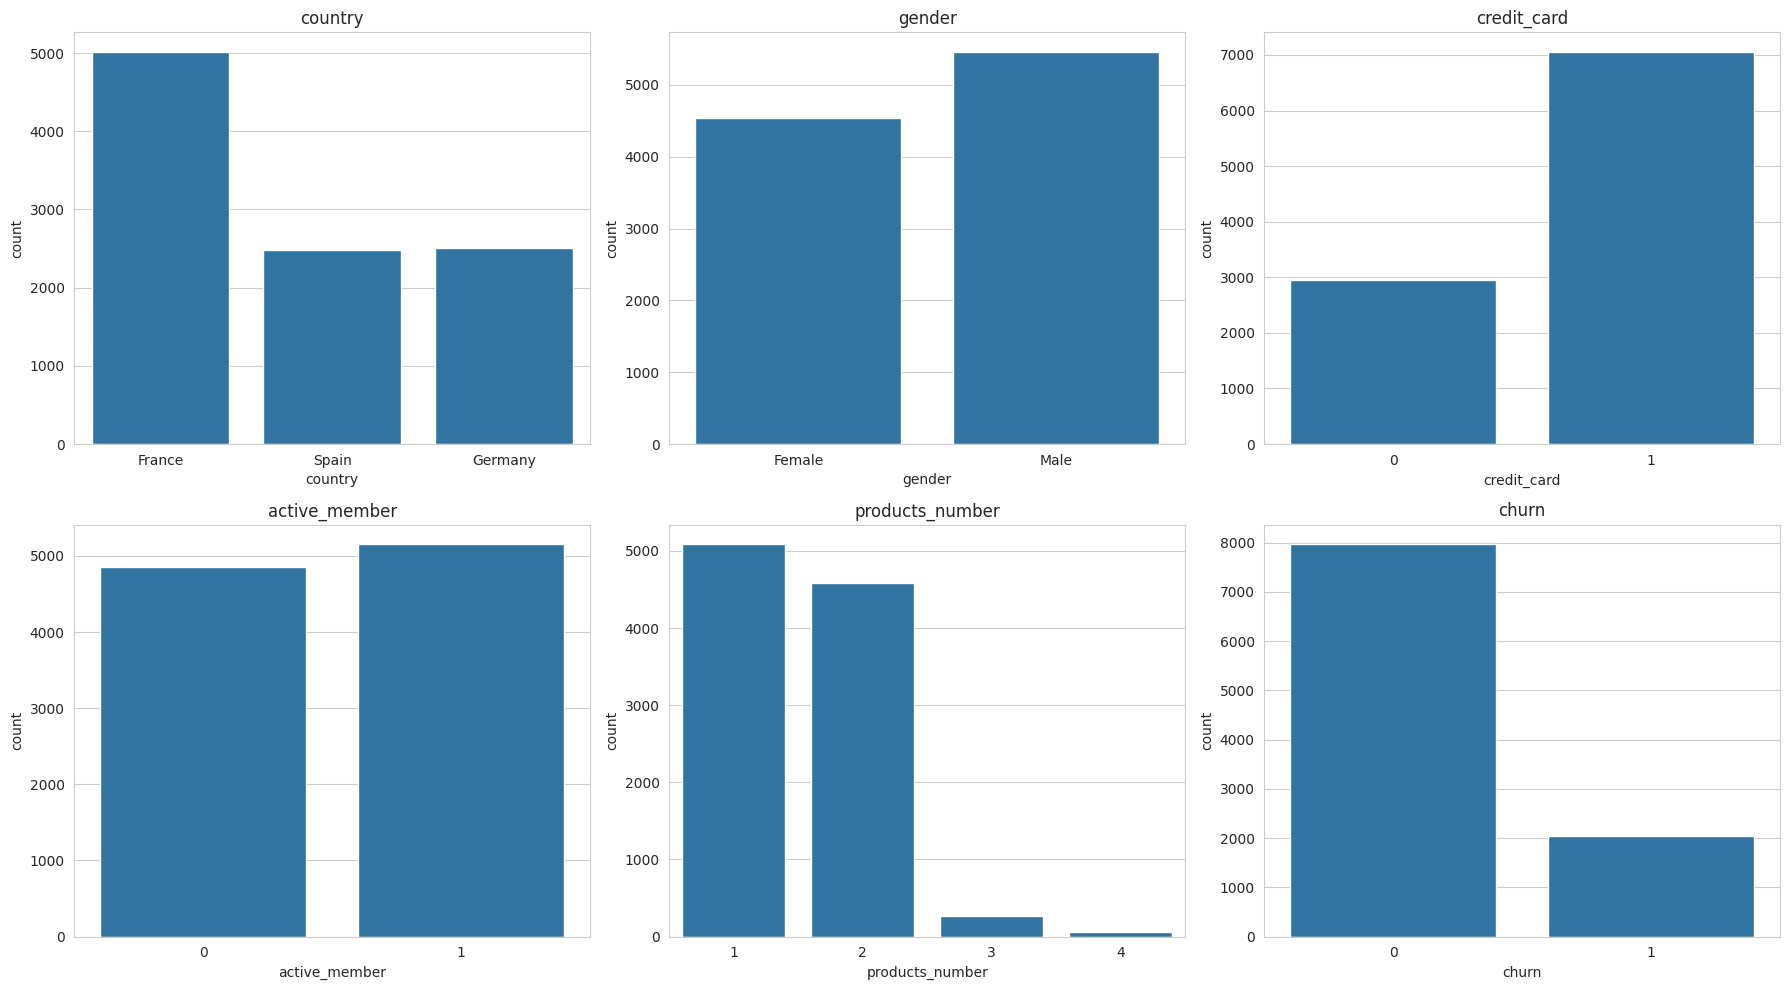 country
5000
4000
3000
2000
1000
0
count
France Spain Germany
country
gender
5000
4000
3000
2000
1000
0
count
Female Male
gender
credit_card
7000
6000
5000
4000
3000
2000
1000
0
count
0 1
credit_card
active_member
5000
4000
3000
2000
1000
0
count
0 1
active_member
products_number
5000
4000
3000
2000
1000
0
count
1 2 3 4
products_number
churn
8000
7000
6000
5000
4000
3000
2000
1000
0
count
0 1
churn